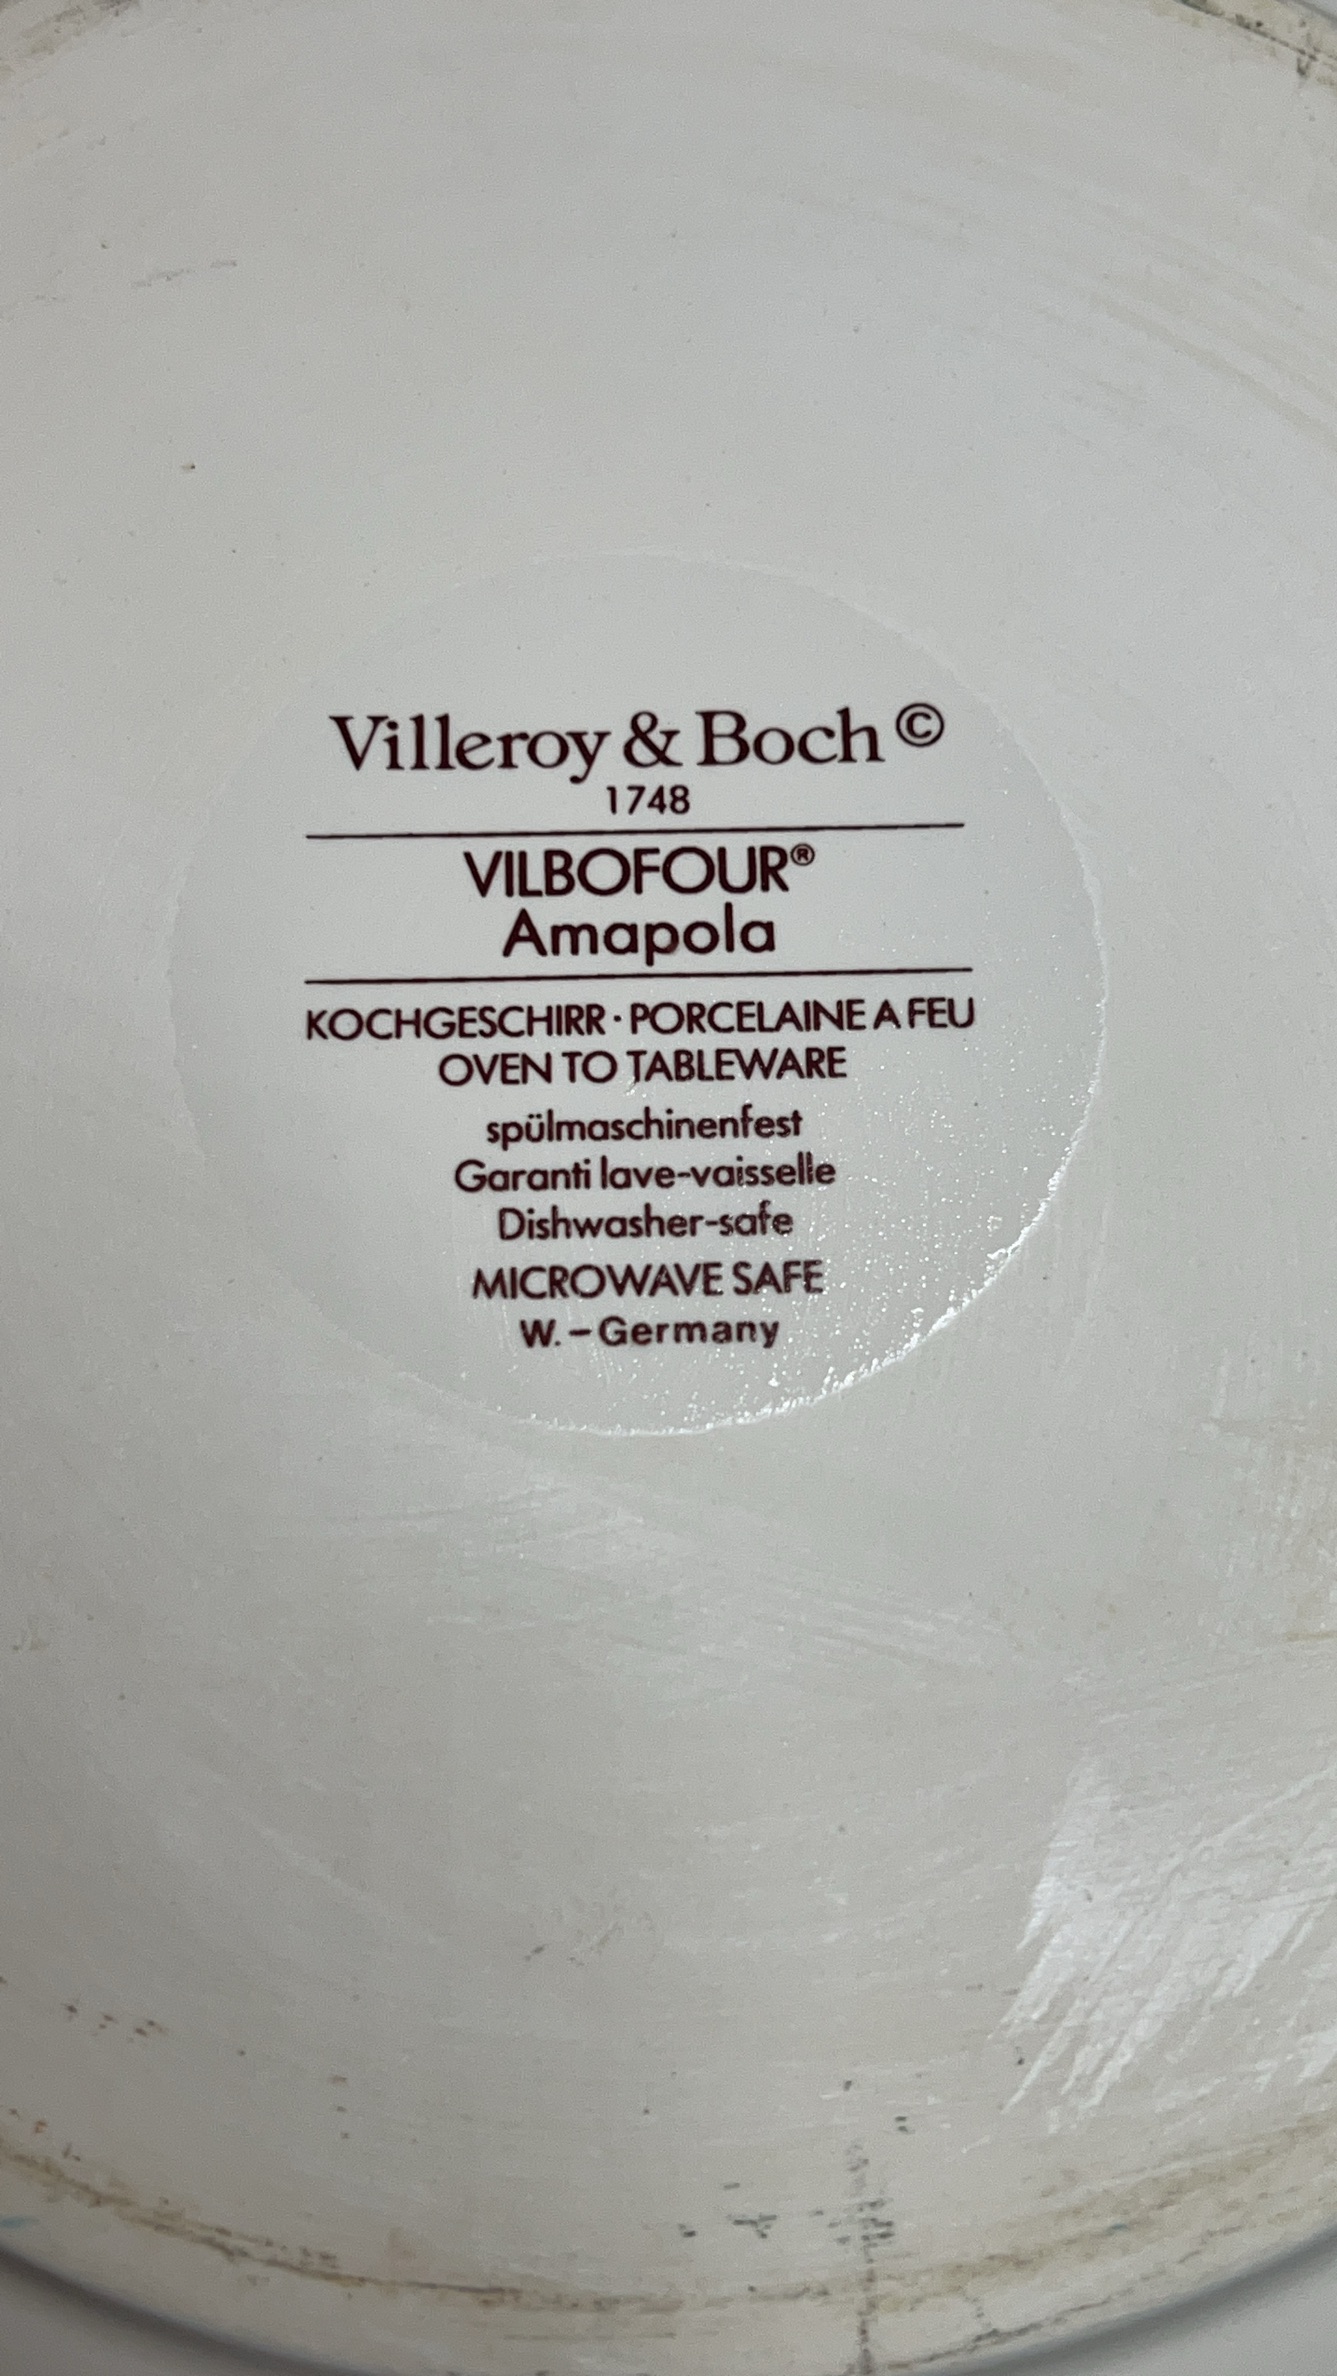 Villeroy & Boch ©
1748
VILBOFOUR®
Amapola
KOCHGESCHIRR · PORCELAINE A FEU
OVEN TO TABLEWARE
spülmaschinenfest
Garanti lave-vaisselle
Dishwasher-safe
MICROWAVE SAFE
W. – Germany